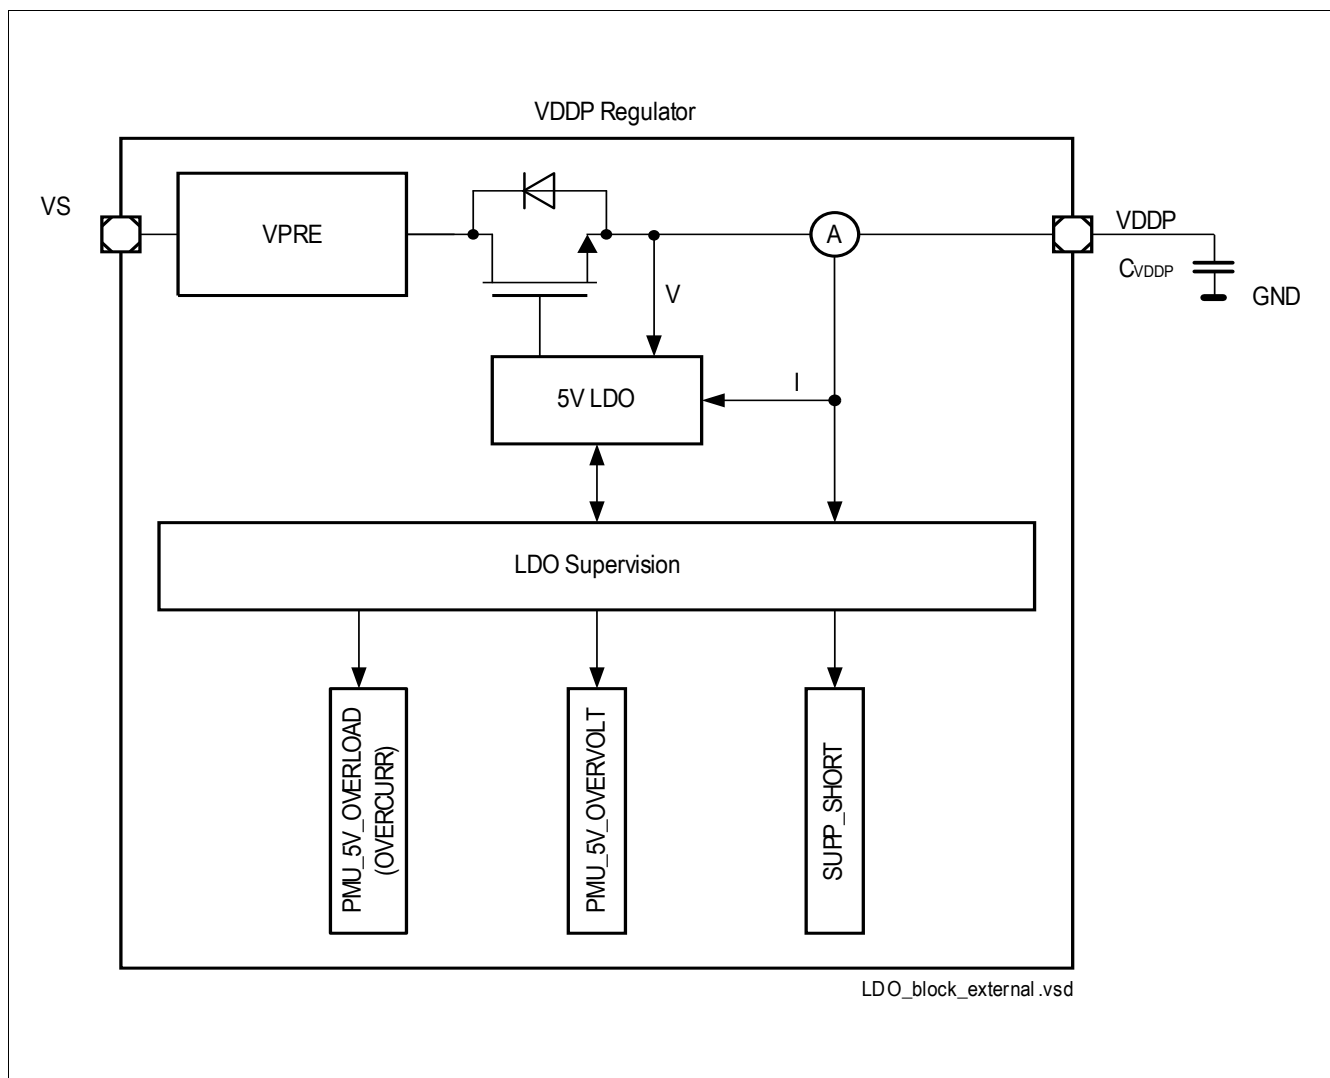 VDDP Regulator
VS
VPRE
A
VDDP
CVDDP
GND
V
I
5V LDO
LDO Supervision
PMU_5V_OVERLOAD
(OVERCURR)
PMU_5V_OVERVOLT
SUPP_SHORT
LDO_block_external.vsd